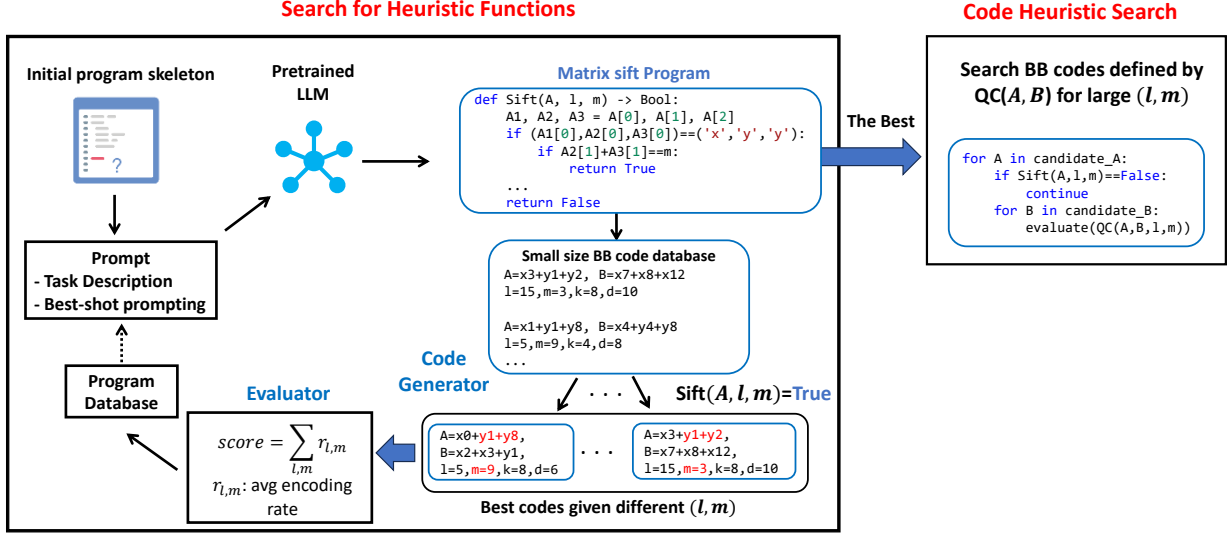 Search for Heuristic Functions
Code Heuristic Search
Initial program skeleton
?
Pretrained
LLM
Matrix sift Program
def Sift(A, l, m) -> Bool:
A1, A2, A3 = A[0], A[1], A[2]
if (A1[0],A2[0],A3[0])==('x','y','y'):
if A2[1]+A3[1]==m:
return True
...
return False
The Best
Search BB codes defined by
QC(A, B) for large (l, m)
for A in candidate_A:
if Sift(A,l,m)==False:
continue
for B in candidate_B:
evaluate(QC(A,B,l,m))
Prompt
- Task Description
- Best-shot prompting
Small size BB code database
A=x3+y1+y2, B=x7+x8+x12
l=15,m=3,k=8,d=10
A=x1+y1+y8, B=x4+y4+y8
l=5,m=9,k=4,d=8
...
Program
Database
Evaluator
score = ∑ r_{l,m}
l,m
r_{l,m}: avg encoding
rate
Code
Generator
. . .
Sift(A, l, m)=True
A=x0+y1+y8,
B=x2+x3+y1,
l=5,m=9,k=8,d=6
. . .
A=x3+y1+y2,
B=x7+x8+x12,
l=15,m=3,k=8,d=10
Best codes given different (l, m)